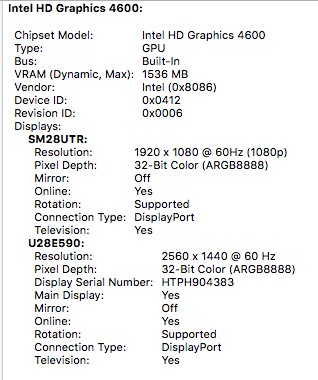 Intel HD Graphics 4600:
Chipset Model: Intel HD Graphics 4600
Type: GPU
Bus: Built-In
VRAM (Dynamic, Max): 1536 MB
Vendor: Intel (0x8086)
Device ID: 0x0412
Revision ID: 0x0006
Displays:
SM28UTR:
Resolution: 1920 x 1080 @ 60Hz (1080p)
Pixel Depth: 32-Bit Color (ARGB8888)
Mirror: Off
Online: Yes
Rotation: Supported
Connection Type: DisplayPort
Television: Yes
U28E590:
Resolution: 2560 x 1440 @ 60 Hz
Pixel Depth: 32-Bit Color (ARGB8888)
Display Serial Number: HTPH904383
Main Display: Yes
Mirror: Off
Online: Yes
Rotation: Supported
Connection Type: DisplayPort
Television: Yes